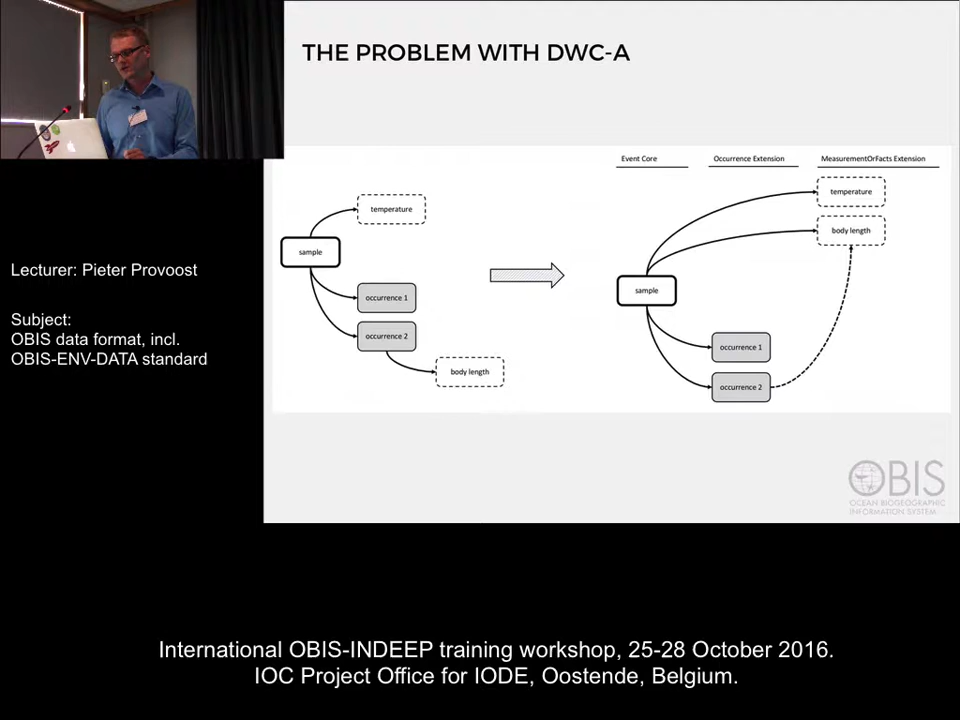 THE PROBLEM WITH DWC-A
Event Core
Occurrence Extension
MeasurementOrFacts Extension
temperature
sample
occurrence 1
occurrence 2
body length
temperature
body length
sample
occurrence 1
occurrence 2
OBIS
OCEAN BIOGEOGRAPHIC
INFORMATION SYSTEM
Lecturer: Pieter Provoost
Subject:
OBIS data format, incl.
OBIS-ENV-DATA standard
International OBIS-INDEEP training workshop, 25-28 October 2016.
IOC Project Office for IODE, Oostende, Belgium.